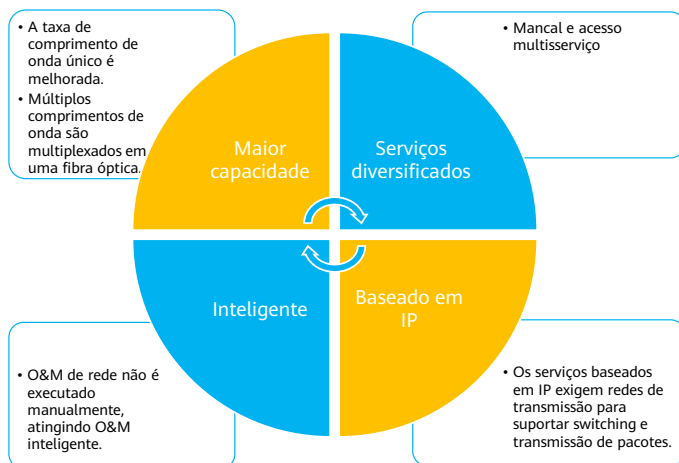 • A taxa de
comprimento de
onda único é
melhorada.
• Múltiplos
comprimentos de
onda são
multiplexados em
uma fibra óptica.
• Mancal e acesso
multisserviço
Maior
capacidade
Serviços
diversificados
Inteligente
Baseado em
IP
• O&M de rede não é
executado
manualmente,
atingindo O&M
inteligente.
• Os serviços baseados
em IP exigem redes de
transmissão para
suportar switching e
transmissão de pacotes.